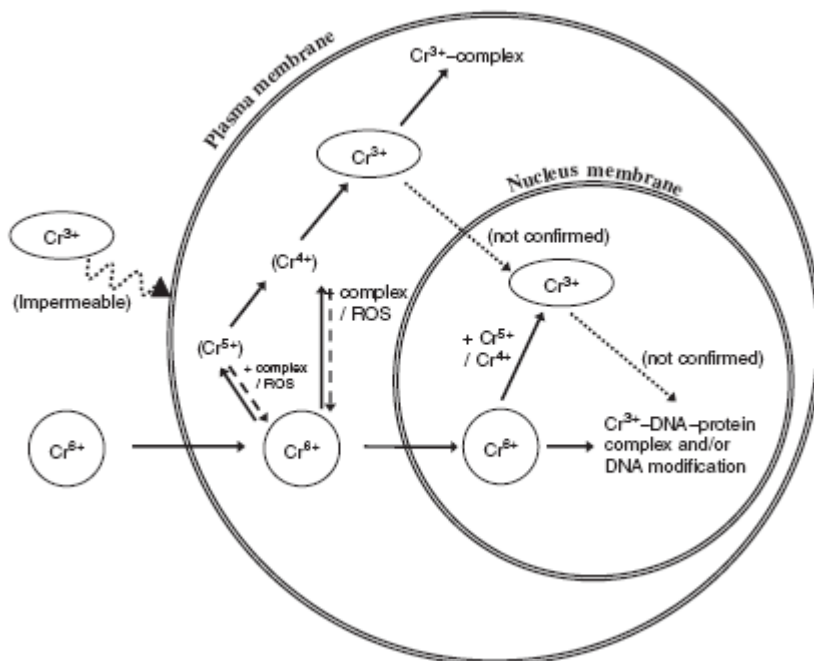 Plasma membrane
Cr³⁺–complex
Cr³⁺
Nucleus membrane
Cr³⁺
(Impermeable)
(Cr⁴⁺)
(not confirmed)
Cr³⁺
+ complex
/ ROS
(Cr⁵⁺)
+ complex
/ ROS
+ Cr⁵⁺
/ Cr⁴⁺
(not confirmed)
Cr⁶⁺
Cr⁶⁺
Cr⁶⁺
Cr³⁺–DNA–protein
complex and/or
DNA modification